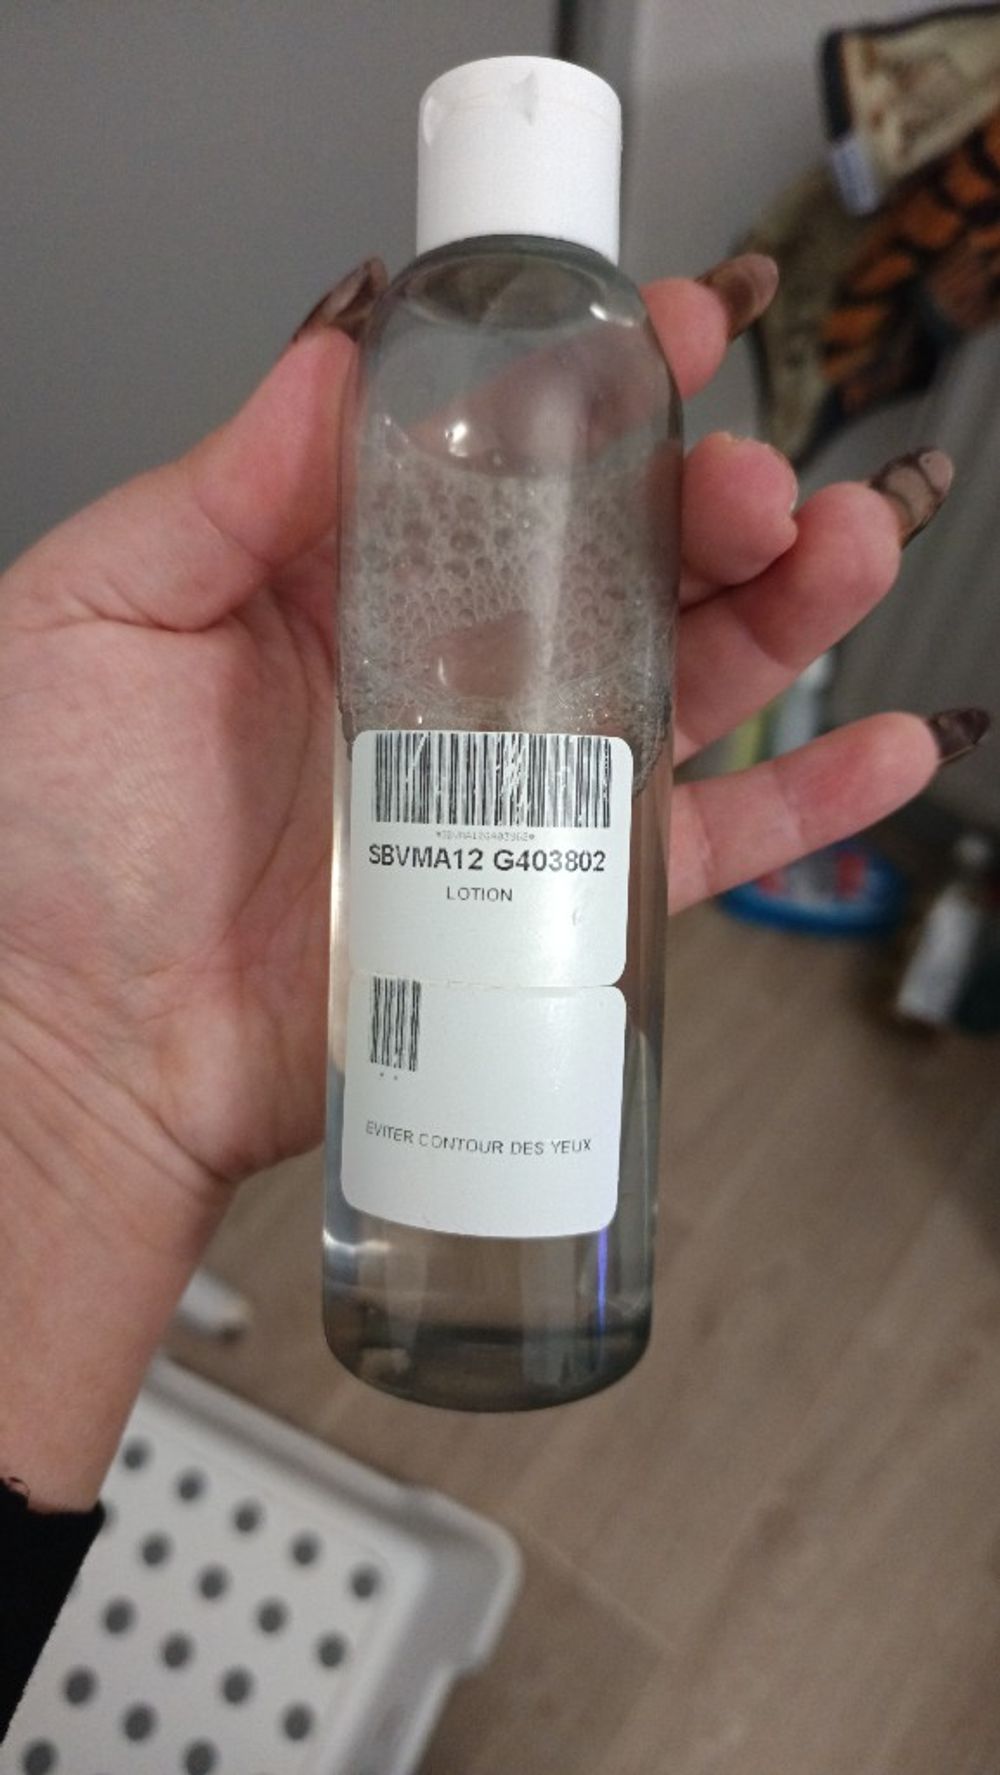 SBVMA12 G403802
LOTION
EVITER CONTOUR DES YEUX